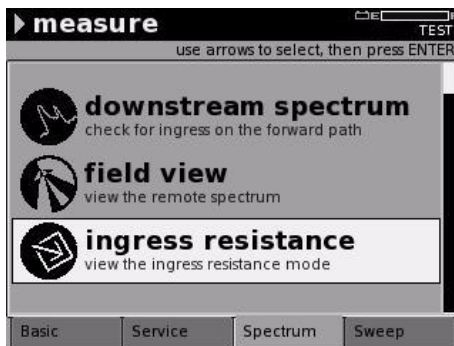 measure
E
TEST
use arrows to select, then press ENTER
downstream spectrum
check for ingress on the forward path
field view
view the remote spectrum
ingress resistance
view the ingress resistance mode
Basic Service Spectrum Sweep